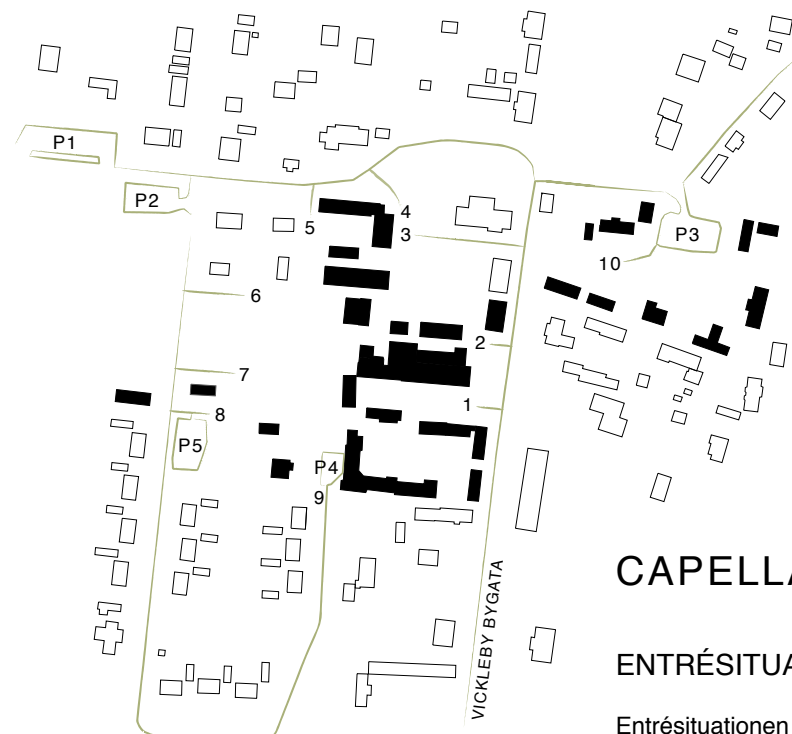 P1
P2
4
5
3
P3
10
6
2
7
1
8
P5
P4
9
VICKLEBY BYGATA
CAPELLA
ENTRÉSITUA
Entrésituationen